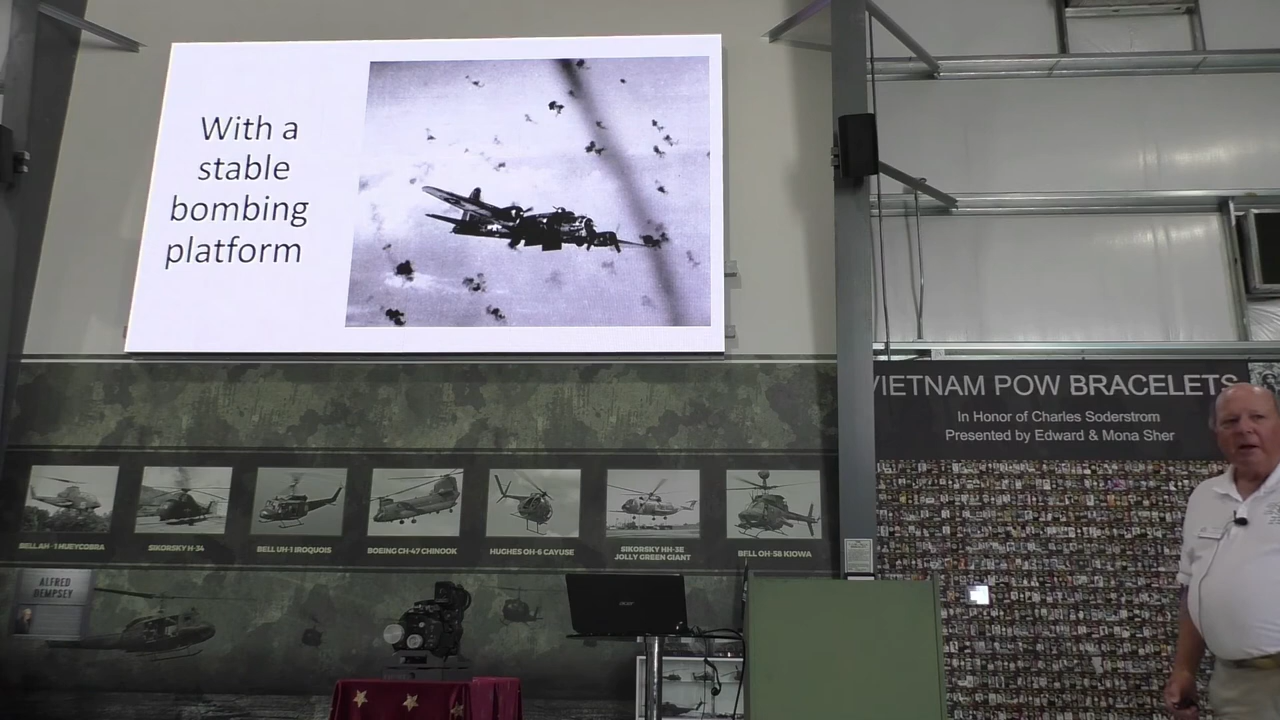 With a
stable
bombing
platform
VIETNAM POW BRACELETS
In Honor of Charles Soderstrom
Presented by Edward & Mona Sher
BELL AH-1 HUEYCOBRA
SIKORSKY H-34
BELL UH-1 IROQUOIS
BOEING CH-47 CHINOOK
HUGHES OH-6 CAYUSE
SIKORSKY HH-3E
JOLLY GREEN GIANT
BELL OH-58 KIOWA
ALFRED
DEMPSEY
acer